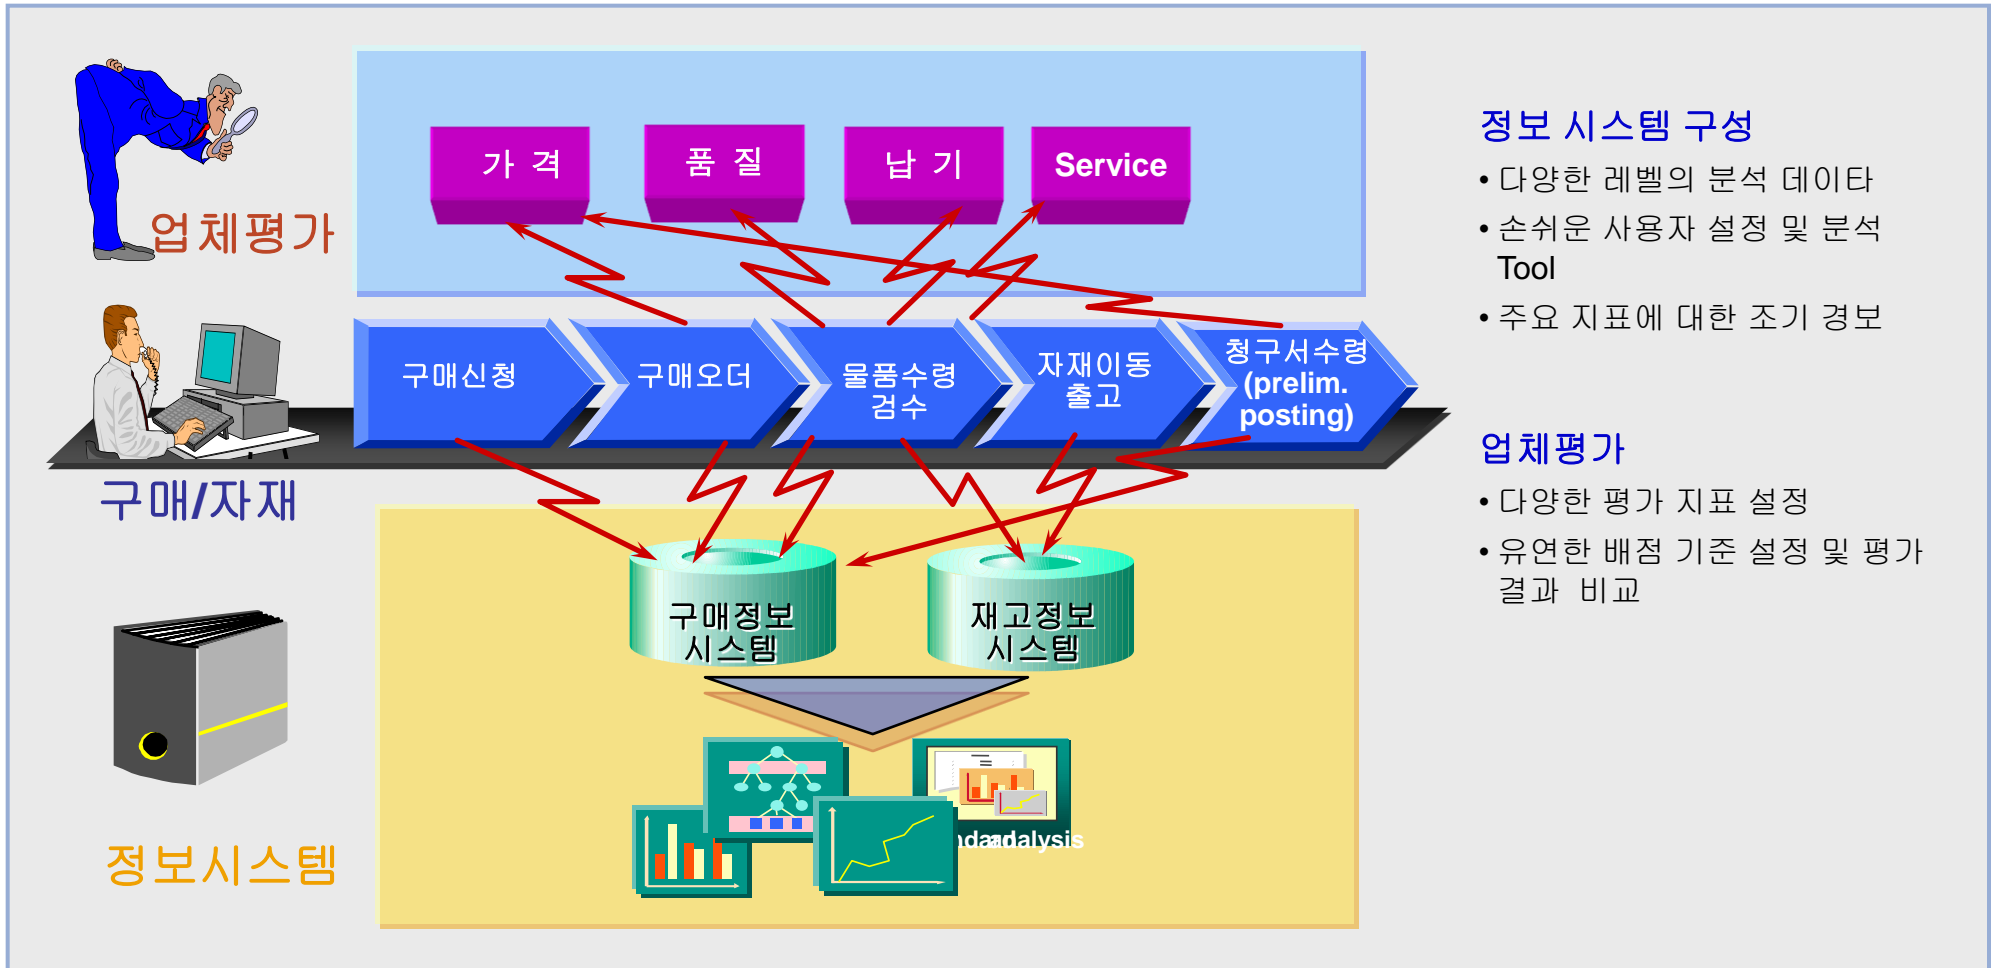 가 격
품 질
납 기
Service
업체평가
구매신청
구매오더
물품수령
검수
자재이동
출고
청구서수령
(prelim.
posting)
구매/자재
구매정보
시스템
재고정보
시스템
정보시스템
정보 시스템 구성
• 다양한 레벨의 분석 데이타
• 손쉬운 사용자 설정 및 분석
Tool
• 주요 지표에 대한 조기 경보
업체평가
• 다양한 평가 지표 설정
• 유연한 배점 기준 설정 및 평가
결과 비교